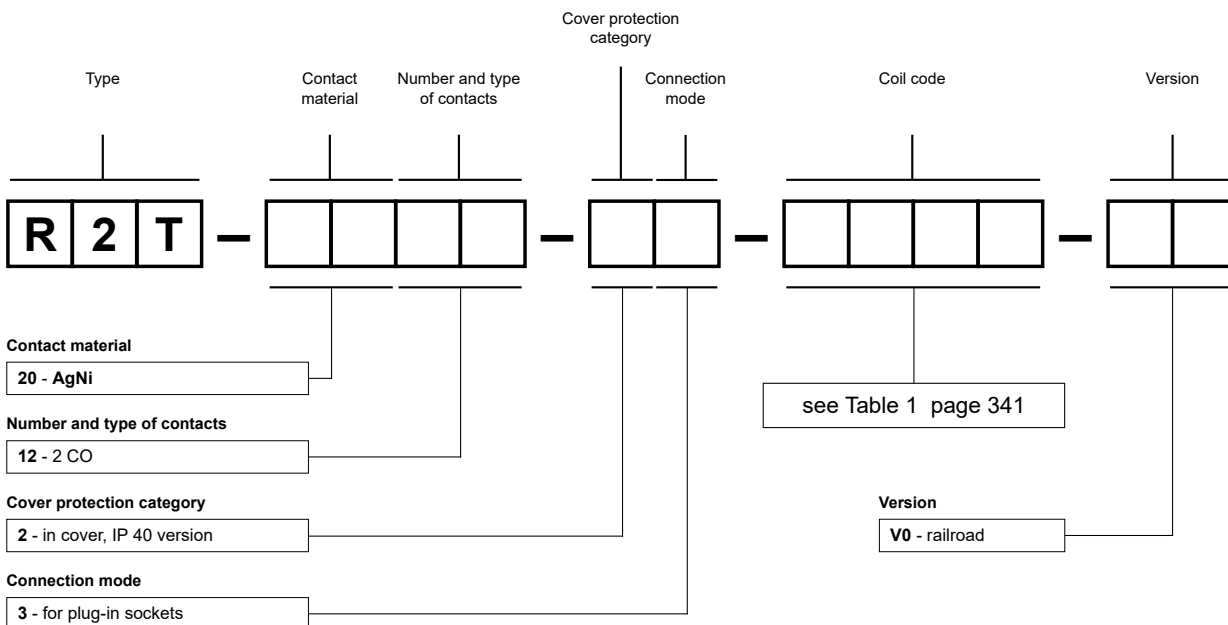 Cover protection
category
Type
Contact
material
Number and type
of contacts
Connection
mode
Coil code
Version
R 2 T – – – –
Contact material
20 - AgNi
see Table 1 page 341
Number and type of contacts
12 - 2 CO
Cover protection category
2 - in cover, IP 40 version
Version
V0 - railroad
Connection mode
3 - for plug-in sockets